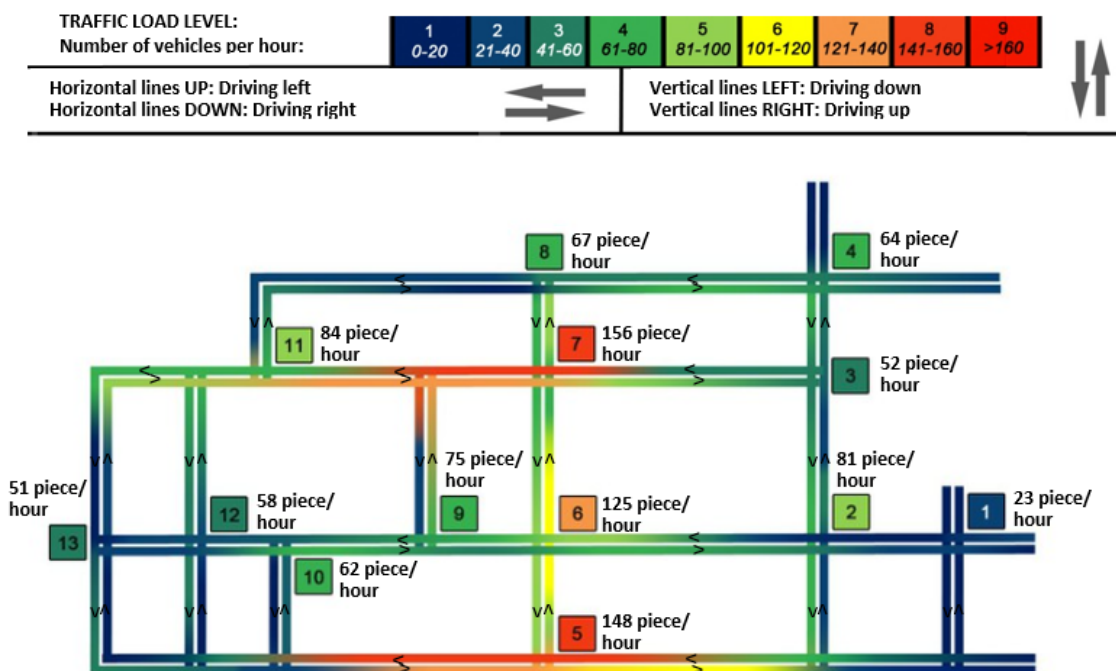 TRAFFIC LOAD LEVEL:
Number of vehicles per hour:
1 2 3 4 5 6 7 8 9
0-20 21-40 41-60 61-80 81-100 101-120 121-140 141-160 >160
Horizontal lines UP: Driving left
Horizontal lines DOWN: Driving right
Vertical lines LEFT: Driving down
Vertical lines RIGHT: Driving up
8 67 piece/
hour
4 64 piece/
hour
11 84 piece/
hour
7 156 piece/
hour
3 52 piece/
hour
51 piece/
hour
13
12 58 piece/
hour
75 piece/
hour
9
6 125 piece/
hour
81 piece/
hour
2
1 23 piece/
hour
10 62 piece/
hour
5 148 piece/
hour